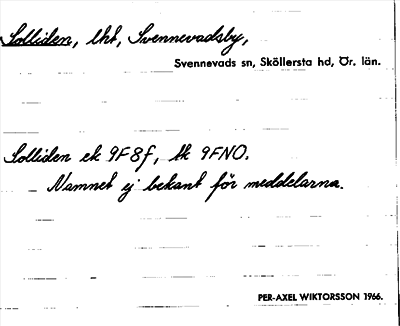 Solliden, lht, Svennevadsby,
Svennevads sn, Sköllersta hd, Ör. län.
Solliden ek 9F8f, tk 9FNO.
Namnet ej bekant för meddelarna.
PER-AXEL WIKTORSSON 1966.